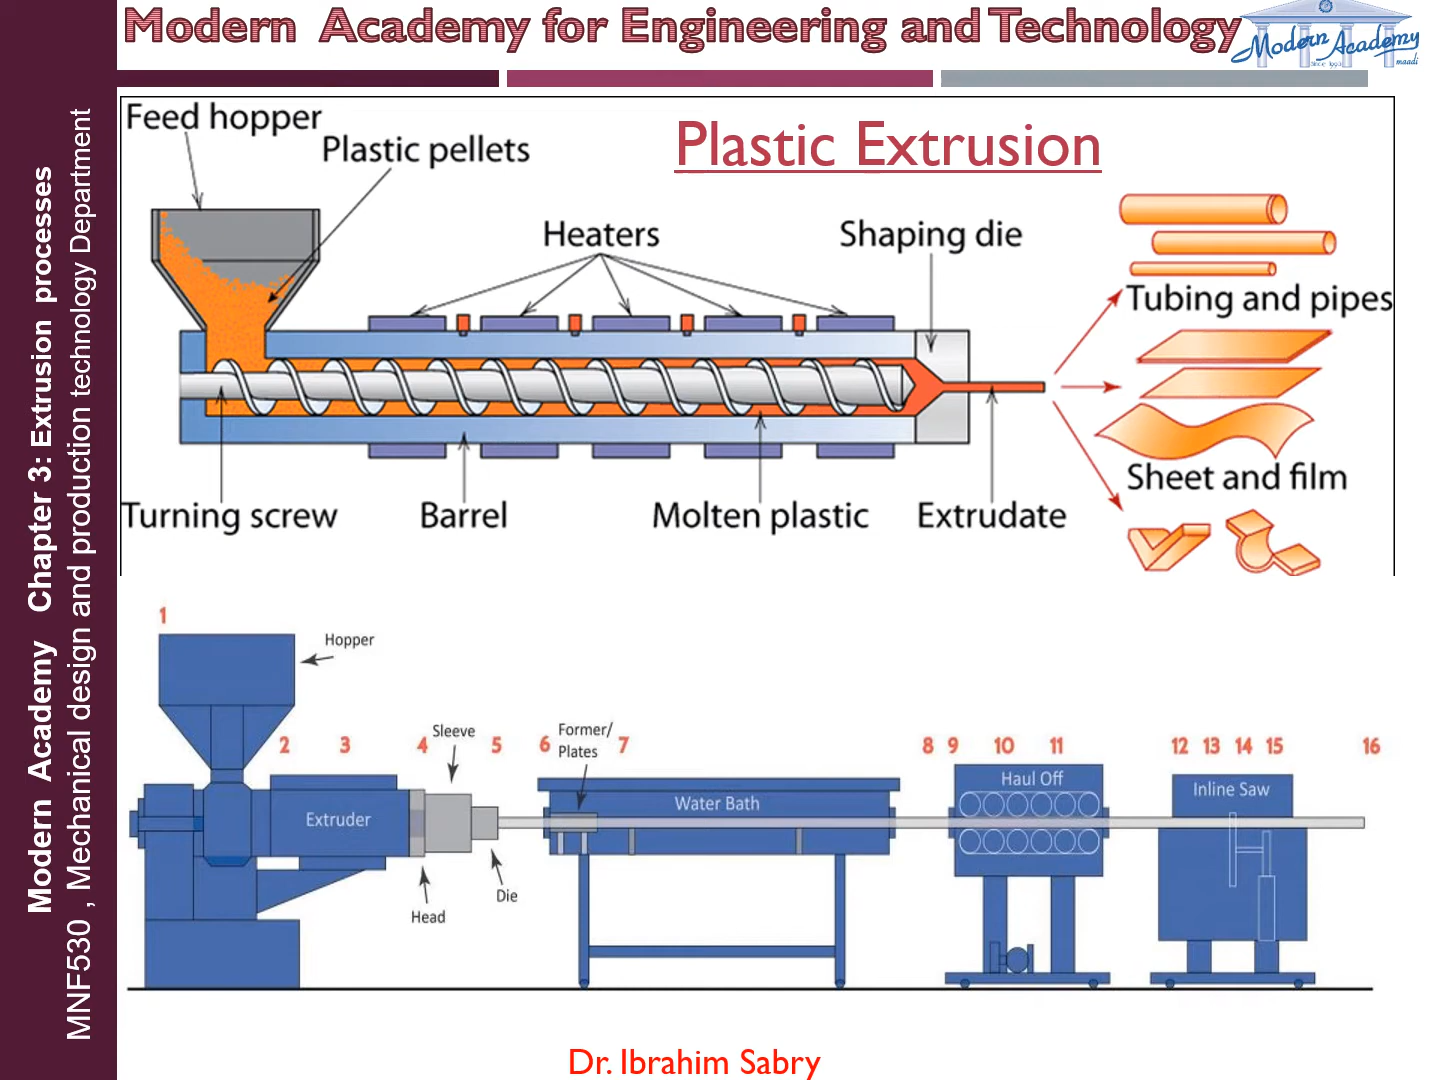 Modern Academy for Engineering and Technology
Modern Academy
Since 1993
maadi
Modern Academy Chapter 3: Extrusion processes
MNF530 , Mechanical design and production technology Department
Plastic Extrusion
Feed hopper
Plastic pellets
Heaters
Shaping die
Tubing and pipes
Sheet and film
Turning screw
Barrel
Molten plastic
Extrudate
1
Hopper
2 3 4 Sleeve 5 6 Former/
Plates 7 8 9 10 11 12 13 14 15 16
Extruder
Water Bath
Haul Off
Inline Saw
Head
Die
Dr. Ibrahim Sabry